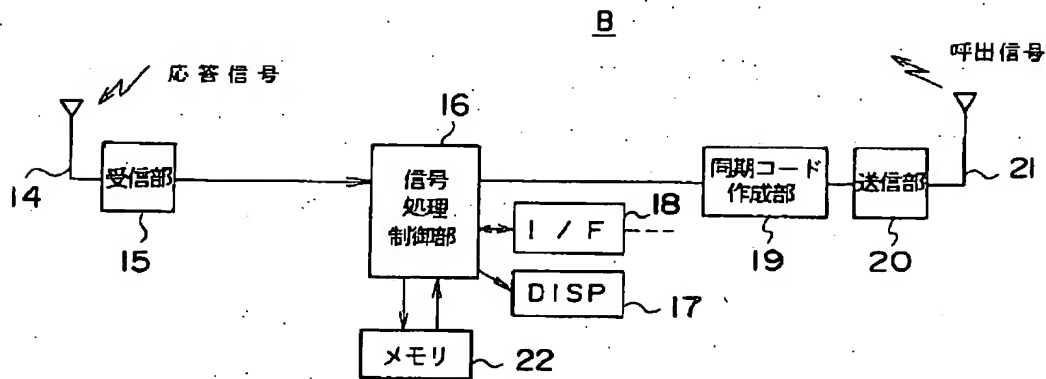 B
応答信号
呼出信号
14
受信部
15
16
信号
処理
制御部
18
I / F
DISP
17
メモリ
22
同期コード
作成部
19
送信部
20
21